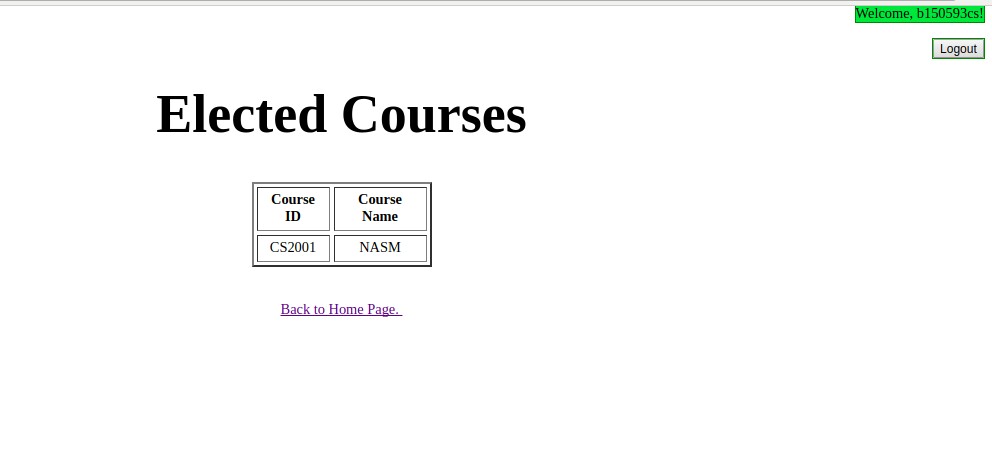 Welcome, b150593cs!
Logout
Elected Courses
Course ID
Course Name
CS2001
NASM
Back to Home Page.